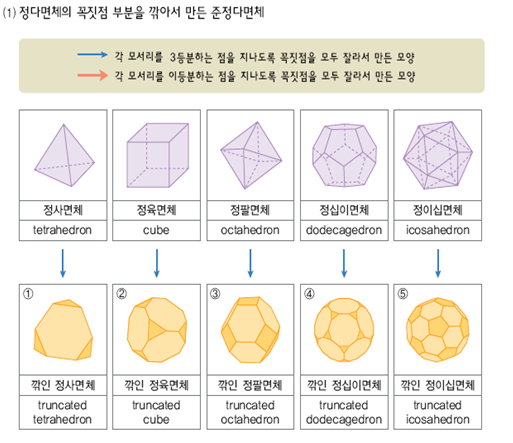 (1) 정다면체의 꼭짓점 부분을 깎아서 만든 준정다면체
각 모서리를 3등분하는 점을 지나도록 꼭짓점을 모두 잘라서 만든 모양
각 모서리를 이등분하는 점을 지나도록 꼭짓점을 모두 잘라서 만든 모양
정사면체 정육면체 정팔면체 정십이면체 정이십면체
tetrahedron cube octahedron dodecagedron icosahedron
① ② ③ ④ ⑤
깎인 정사면체 깎인 정육면체 깎인 정팔면체 깎인 정십이면체 깎인 정이십면체
truncated truncated truncated truncated truncated
tetrahedron cube octahedron dodecagedron icosahedron